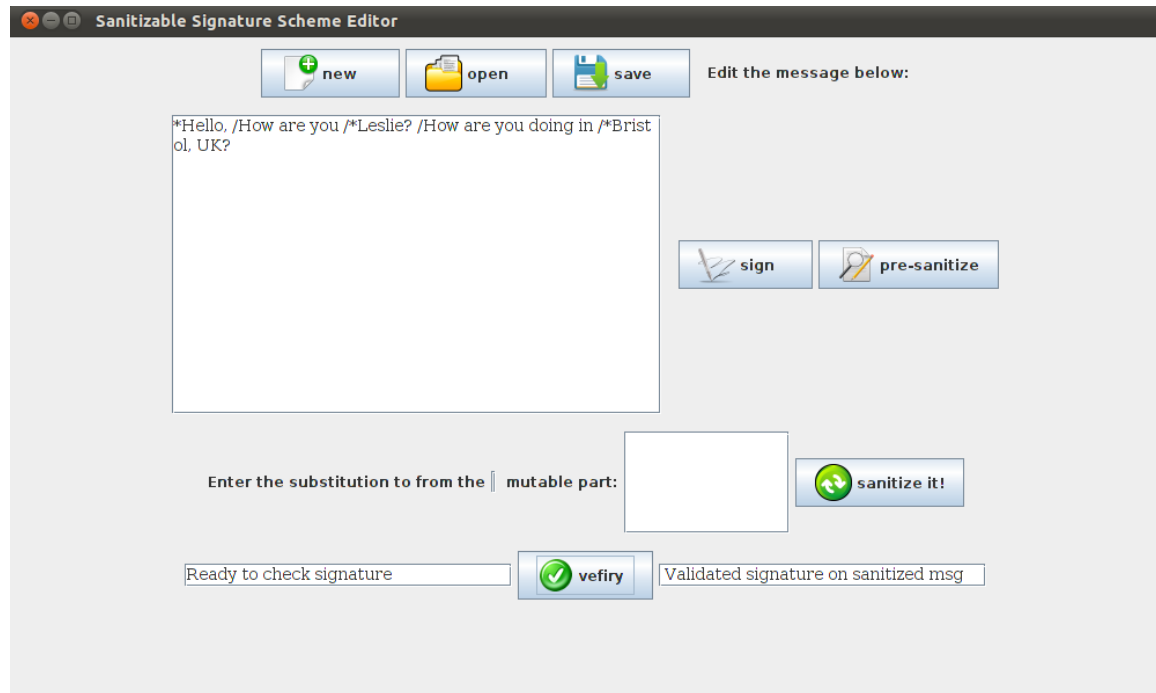 Sanitizable Signature Scheme Editor
new open save Edit the message below:
*Hello, /How are you /*Leslie? /How are you doing in /*Brist
ol, UK?
sign pre-sanitize
Enter the substitution to from the mutable part: sanitize it!
Ready to check signature vefiry Validated signature on sanitized msg